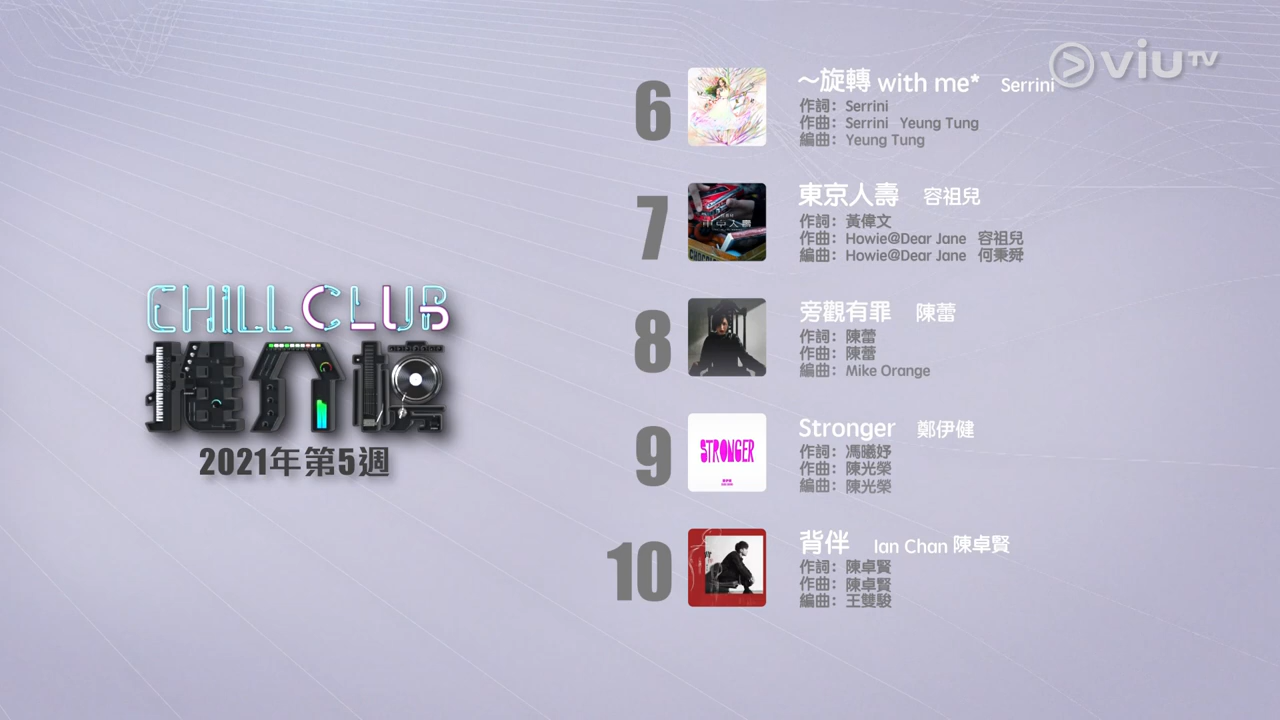 viuTV
CHILL CLUB
推介榜
2021年第5週
6
～旋轉 with me* Serrini
作詞: Serrini
作曲: Serrini Yeung Tung
編曲: Yeung Tung
7
東京人壽 容祖兒
作詞: 黃偉文
作曲: Howie@Dear Jane 容祖兒
編曲: Howie@Dear Jane 何秉舜
8
旁觀有罪 陳蕾
作詞: 陳蕾
作曲: 陳蕾
編曲: Mike Orange
9
STRONGER
Stronger 鄭伊健
作詞: 馮曦妤
作曲: 陳光榮
編曲: 陳光榮
10
背伴 Ian Chan 陳卓賢
作詞: 陳卓賢
作曲: 陳卓賢
編曲: 王雙駿